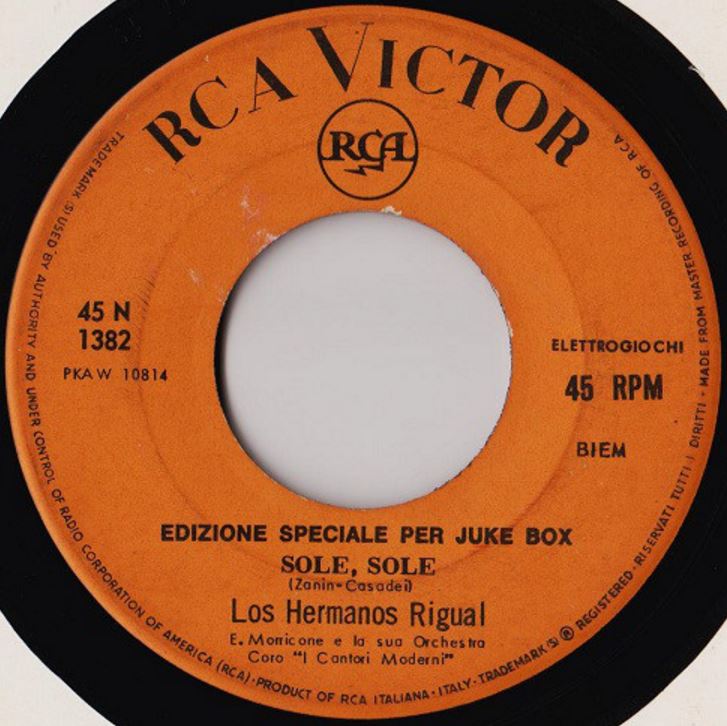 RCA VICTOR
RCA
45 N
1382
PKAW 10814
ELETTROGIOCHI
45 RPM
BIEM
EDIZIONE SPECIALE PER JUKE BOX
SOLE, SOLE
(Zanin-Casadei)
Los Hermanos Rigual
E. Morricone e la sua Orchestra
Coro "I Cantori Moderni"
TRADEMARK (S) USED BY AUTHORITY AND UNDER CONTROL OF RADIO CORPORATION OF AMERICA (RCA) · PRODUCT OF RCA ITALIANA · ITALY · TRADEMARK (S) ® REGISTERED · RISERVATI TUTTI I DIRITTI · MADE FROM MASTER RECORDING OF RCA